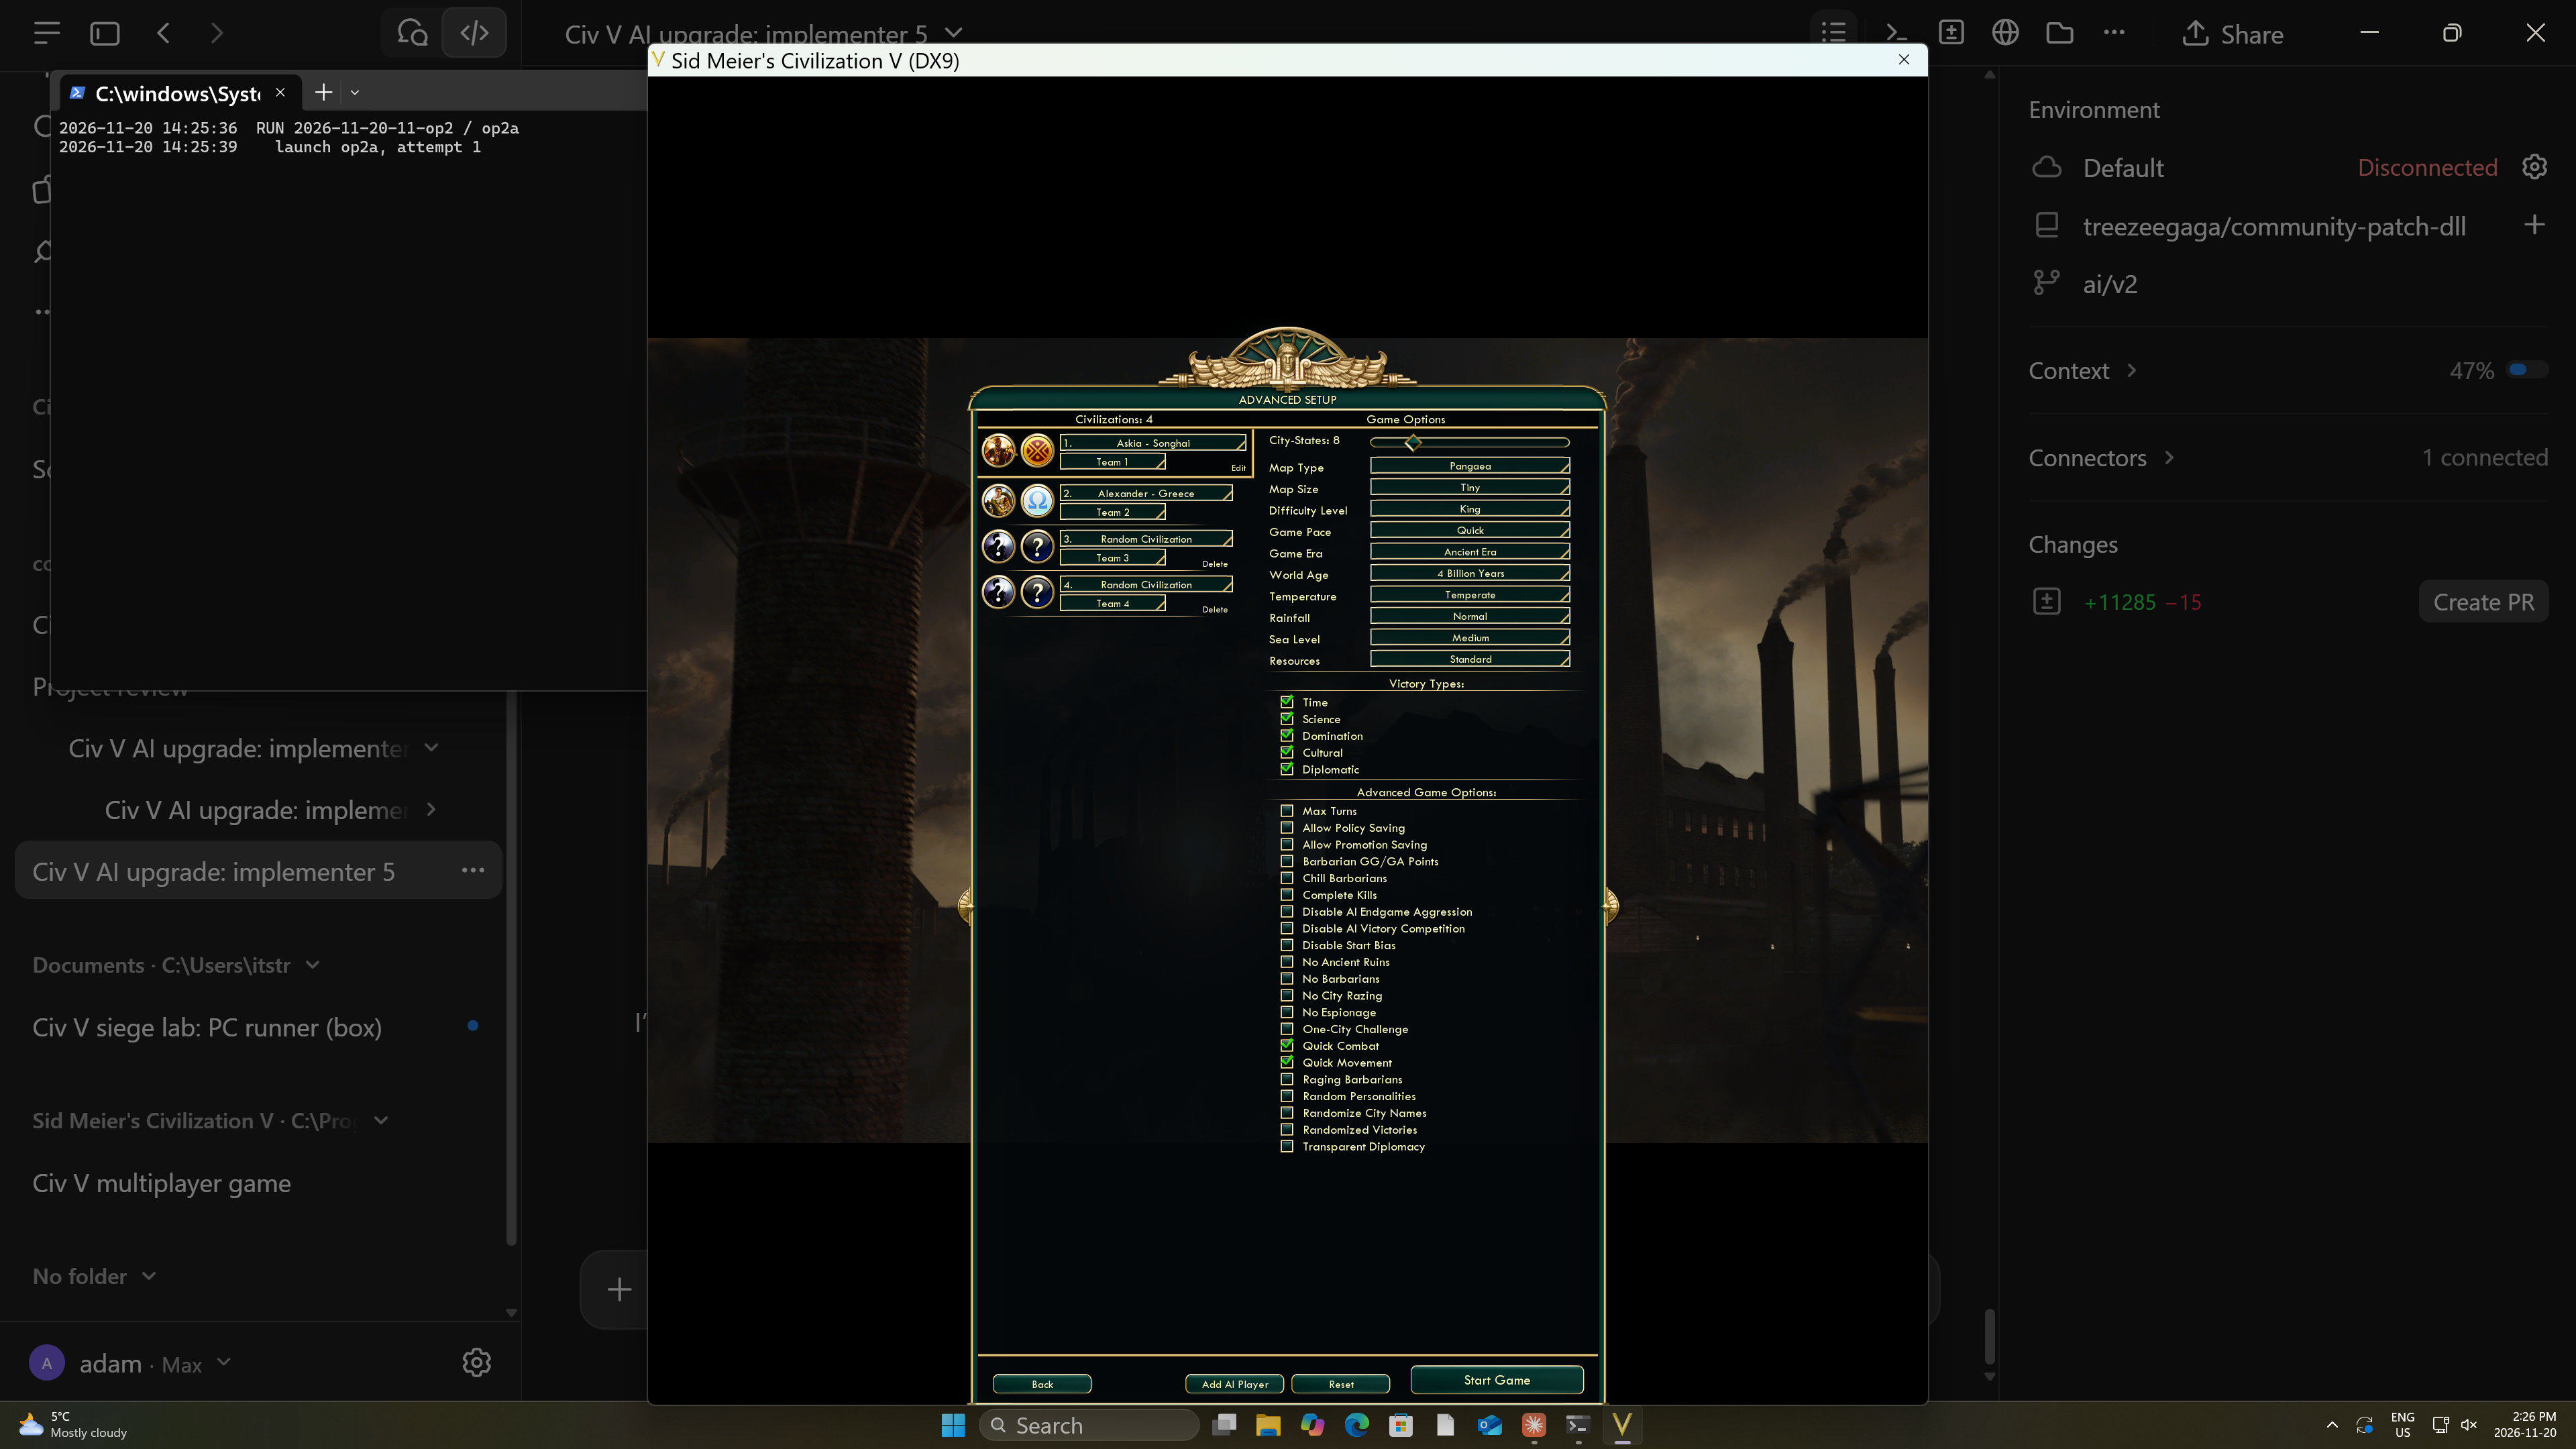 Civ V AI upgrade: implementer 5
Share
Sid Meier's Civilization V (DX9)
C:\windows\Syst
2026-11-20 14:25:36 RUN 2026-11-20-11-op2 / op2a
2026-11-20 14:25:39 launch op2a, attempt 1
Project review
Civ V AI upgrade: implemente
Civ V AI upgrade: impleme
Civ V AI upgrade: implementer 5
Documents · C:\Users\itstr
Civ V siege lab: PC runner (box)
Sid Meier's Civilization V · C:\Pro
Civ V multiplayer game
No folder
A
adam · Max
ADVANCED SETUP
Civilizations: 4
1. Askia - Songhai
Team 1
Edit
2. Alexander - Greece
Team 2
3. Random Civilization
Team 3
Delete
4. Random Civilization
Team 4
Delete
Game Options
City-States: 8
Map Type Pangaea
Map Size Tiny
Difficulty Level King
Game Pace Quick
Game Era Ancient Era
World Age 4 Billion Years
Temperature Temperate
Rainfall Normal
Sea Level Medium
Resources Standard
Victory Types:
Time
Science
Domination
Cultural
Diplomatic
Advanced Game Options:
Max Turns
Allow Policy Saving
Allow Promotion Saving
Barbarian GG/GA Points
Chill Barbarians
Complete Kills
Disable AI Endgame Aggression
Disable AI Victory Competition
Disable Start Bias
No Ancient Ruins
No Barbarians
No City Razing
No Espionage
One-City Challenge
Quick Combat
Quick Movement
Raging Barbarians
Random Personalities
Randomize City Names
Randomized Victories
Transparent Diplomacy
Back
Add AI Player
Reset
Start Game
Environment
Default Disconnected
treezeegaga/community-patch-dll
ai/v2
Context 47%
Connectors 1 connected
Changes
+11285 −15
Create PR
5°C
Mostly cloudy
Search
ENG
US
2:26 PM
2026-11-20